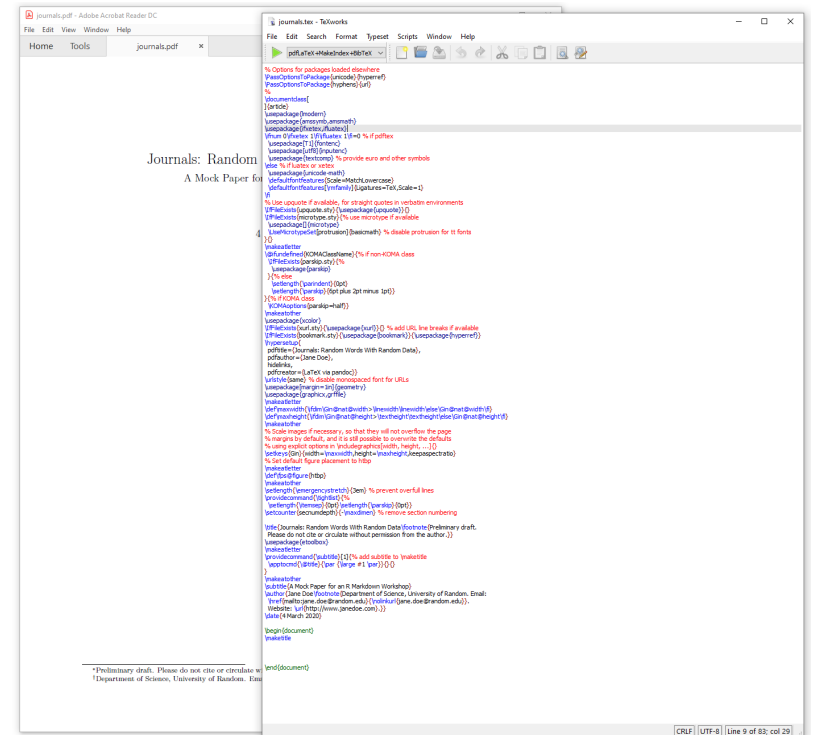 journals.pdf - Adobe Acrobat Reader DC
File Edit View Window Help
Home Tools journals.pdf ×
Journals: Random
A Mock Paper for
4
*Preliminary draft. Please do not cite or circulate w
†Department of Science, University of Random. Ema
journals.tex - TeXworks
File Edit Search Format Typeset Scripts Window Help
pdfLaTeX+MakeIndex+BibTeX
% Options for packages loaded elsewhere
\PassOptionsToPackage{unicode}{hyperref}
\PassOptionsToPackage{hyphens}{url}
%
\documentclass[
]{article}
\usepackage{lmodern}
\usepackage{amssymb,amsmath}
\usepackage{ifxetex,ifluatex}
\ifnum 0\ifxetex 1\fi\ifluatex 1\fi=0 % if pdftex
\usepackage[T1]{fontenc}
\usepackage[utf8]{inputenc}
\usepackage{textcomp} % provide euro and other symbols
\else % if luatex or xetex
\usepackage{unicode-math}
\defaultfontfeatures{Scale=MatchLowercase}
\defaultfontfeatures[\rmfamily]{Ligatures=TeX,Scale=1}
\fi
% Use upquote if available, for straight quotes in verbatim environments
\IfFileExists{upquote.sty}{\usepackage{upquote}}{}
\IfFileExists{microtype.sty}{% use microtype if available
\usepackage[]{microtype}
\UseMicrotypeSet[protrusion]{basicmath} % disable protrusion for tt fonts
}{}
\makeatletter
\@ifundefined{KOMAClassName}{% if non-KOMA class
\IfFileExists{parskip.sty}{%
\usepackage{parskip}
}{% else
\setlength{\parindent}{0pt}
\setlength{\parskip}{6pt plus 2pt minus 1pt}}
}{% if KOMA class
\KOMAoptions{parskip=half}}
\makeatother
\usepackage{xcolor}
\IfFileExists{xurl.sty}{\usepackage{xurl}}{} % add URL line breaks if available
\IfFileExists{bookmark.sty}{\usepackage{bookmark}}{\usepackage{hyperref}}
\hypersetup{
pdftitle={Journals: Random Words With Random Data},
pdfauthor={Jane Doe},
hidelinks,
pdfcreator={LaTeX via pandoc}}
\urlstyle{same} % disable monospaced font for URLs
\usepackage[margin=1in]{geometry}
\usepackage{graphicx,grffile}
\makeatletter
\def\maxwidth{\ifdim\Gin@nat@width>\linewidth\linewidth\else\Gin@nat@width\fi}
\def\maxheight{\ifdim\Gin@nat@height>\textheight\textheight\else\Gin@nat@height\fi}
\makeatother
% Scale images if necessary, so that they will not overflow the page
% margins by default, and it is still possible to overwrite the defaults
% using explicit options in \includegraphics[width, height, ...]{}
\setkeys{Gin}{width=\maxwidth,height=\maxheight,keepaspectratio}
% Set default figure placement to htbp
\makeatletter
\def\fps@figure{htbp}
\makeatother
\setlength{\emergencystretch}{3em} % prevent overfull lines
\providecommand{\tightlist}{%
\setlength{\itemsep}{0pt}\setlength{\parskip}{0pt}}
\setcounter{secnumdepth}{-\maxdimen} % remove section numbering
\title{Journals: Random Words With Random Data\footnote{Preliminary draft.
Please do not cite or circulate without permission from the author.}}
\usepackage{etoolbox}
\makeatletter
\providecommand{\subtitle}[1]{% add subtitle to \maketitle
\apptocmd{\@title}{\par {\large #1 \par}}{}{}
}
\makeatother
\subtitle{A Mock Paper for an R Markdown Workshop}
\author{Jane Doe\footnote{Department of Science, University of Random. Email:
\href{mailto:jane.doe@random.edu}{\nolinkurl{jane.doe@random.edu}}.
Website: \url{http://www.janedoe.com}.}}
\date{4 March 2020}
\begin{document}
\maketitle
\end{document}
CRLF UTF-8 Line 9 of 83; col 29